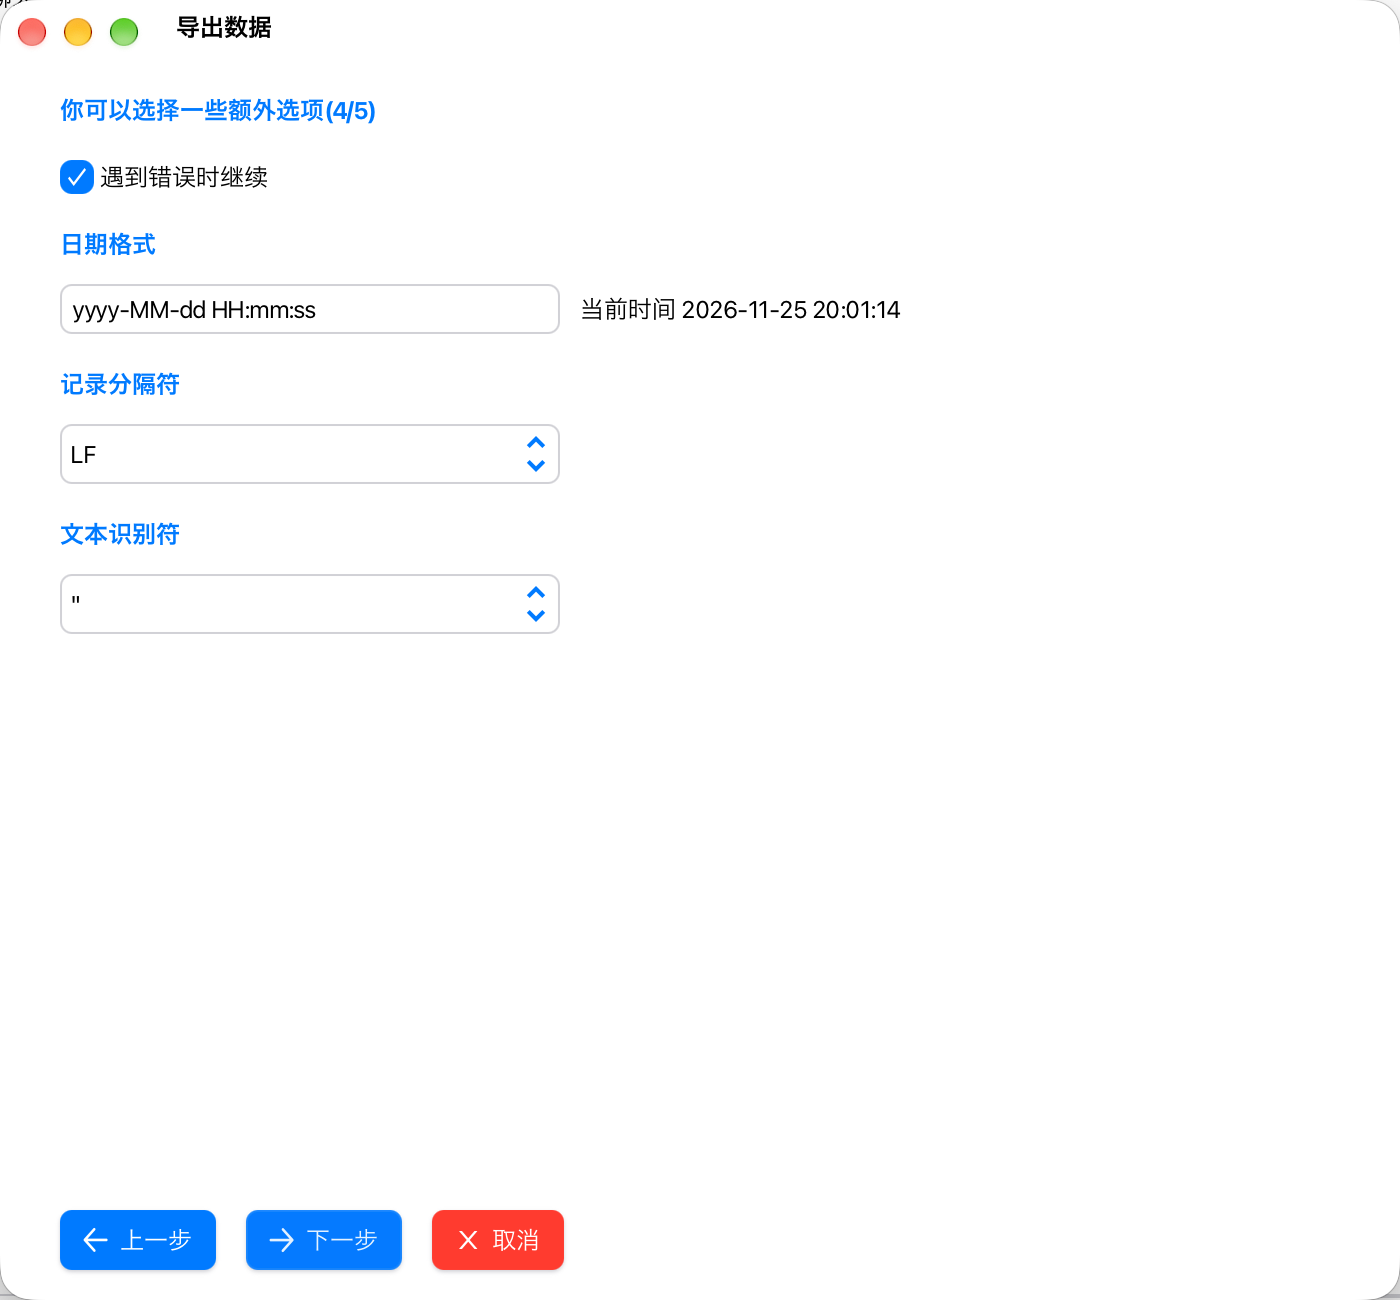 导出数据
你可以选择一些额外选项(4/5)
遇到错误时继续
日期格式
yyyy-MM-dd HH:mm:ss 当前时间 2026-11-25 20:01:14
记录分隔符
LF
文本识别符
"
上一步 下一步 取消